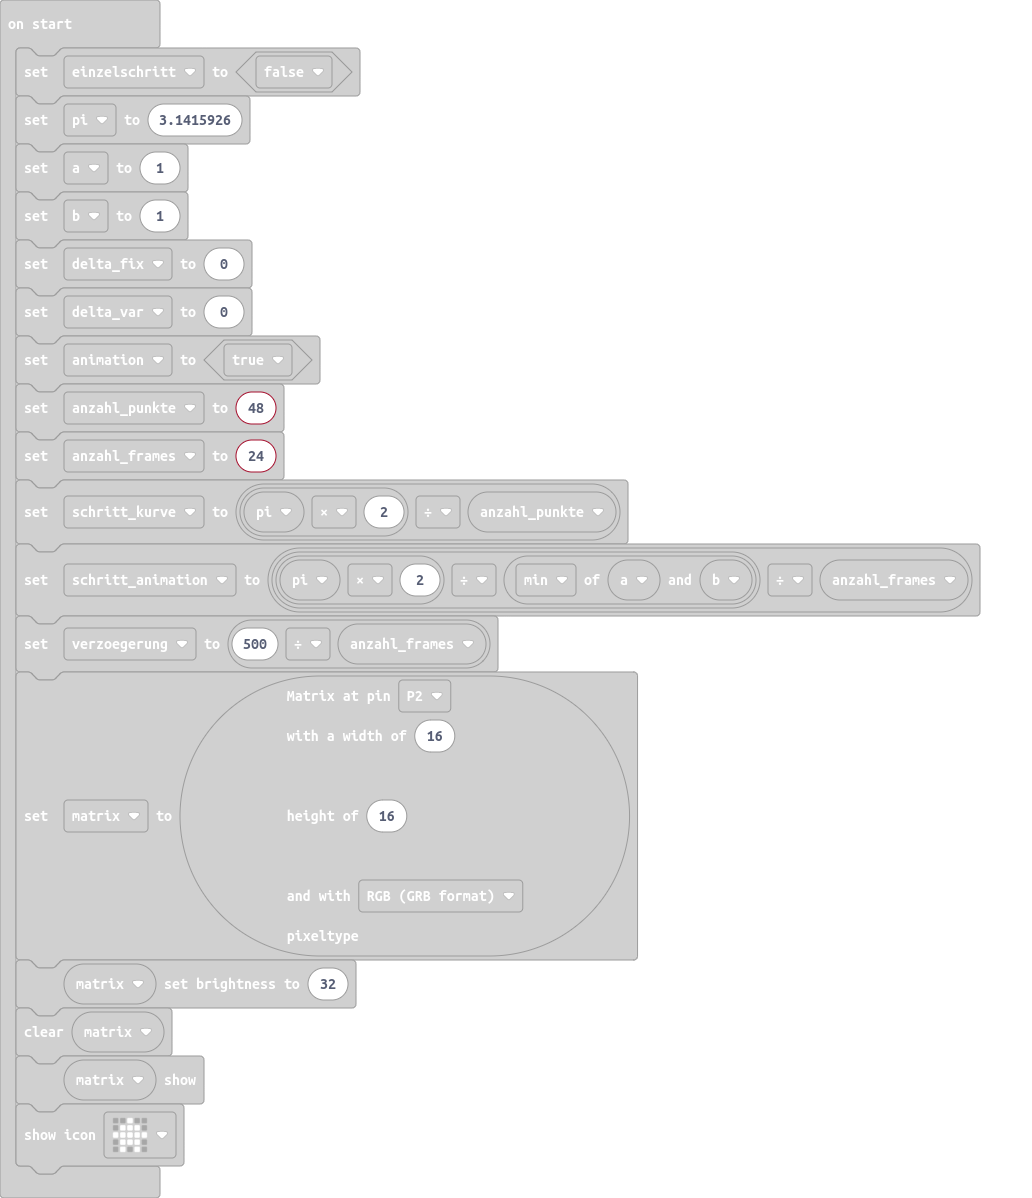 on start
set einzelschritt to false
set pi to 3.1415926
set a to 1
set b to 1
set delta_fix to 0
set delta_var to 0
set animation to true
set anzahl_punkte to 48
set anzahl_frames to 24
set schritt_kurve to pi × 2 ÷ anzahl_punkte
set schritt_animation to pi × 2 ÷ min of a and b ÷ anzahl_frames
set verzoegerung to 500 ÷ anzahl_frames
Matrix at pin P2
with a width of 16
set matrix to height of 16
and with RGB (GRB format)
pixeltype
matrix set brightness to 32
clear matrix
matrix show
show icon